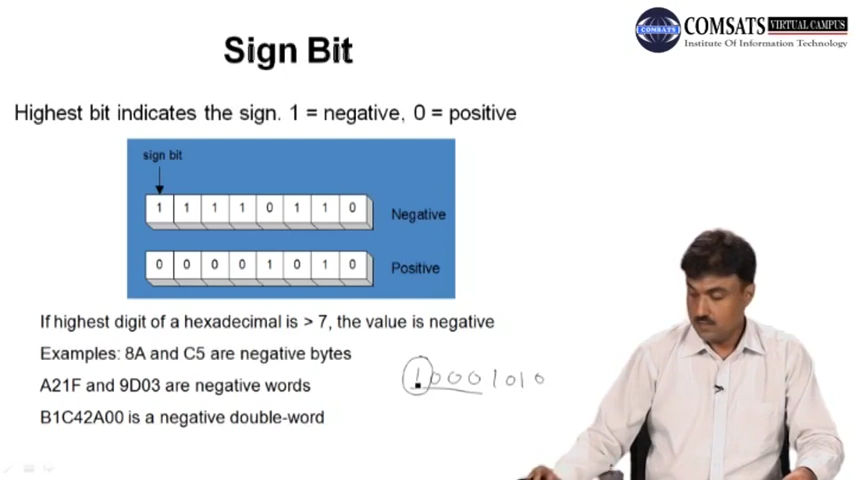 COMSATS VIRTUAL CAMPUS
COMSATS
Institute Of Information Technology
Sign Bit
Highest bit indicates the sign. 1 = negative, 0 = positive
sign bit
1 1 1 1 0 1 1 0
Negative
0 0 0 0 1 0 1 0
Positive
If highest digit of a hexadecimal is > 7, the value is negative
Examples: 8A and C5 are negative bytes
10001010
A21F and 9D03 are negative words
B1C42A00 is a negative double-word